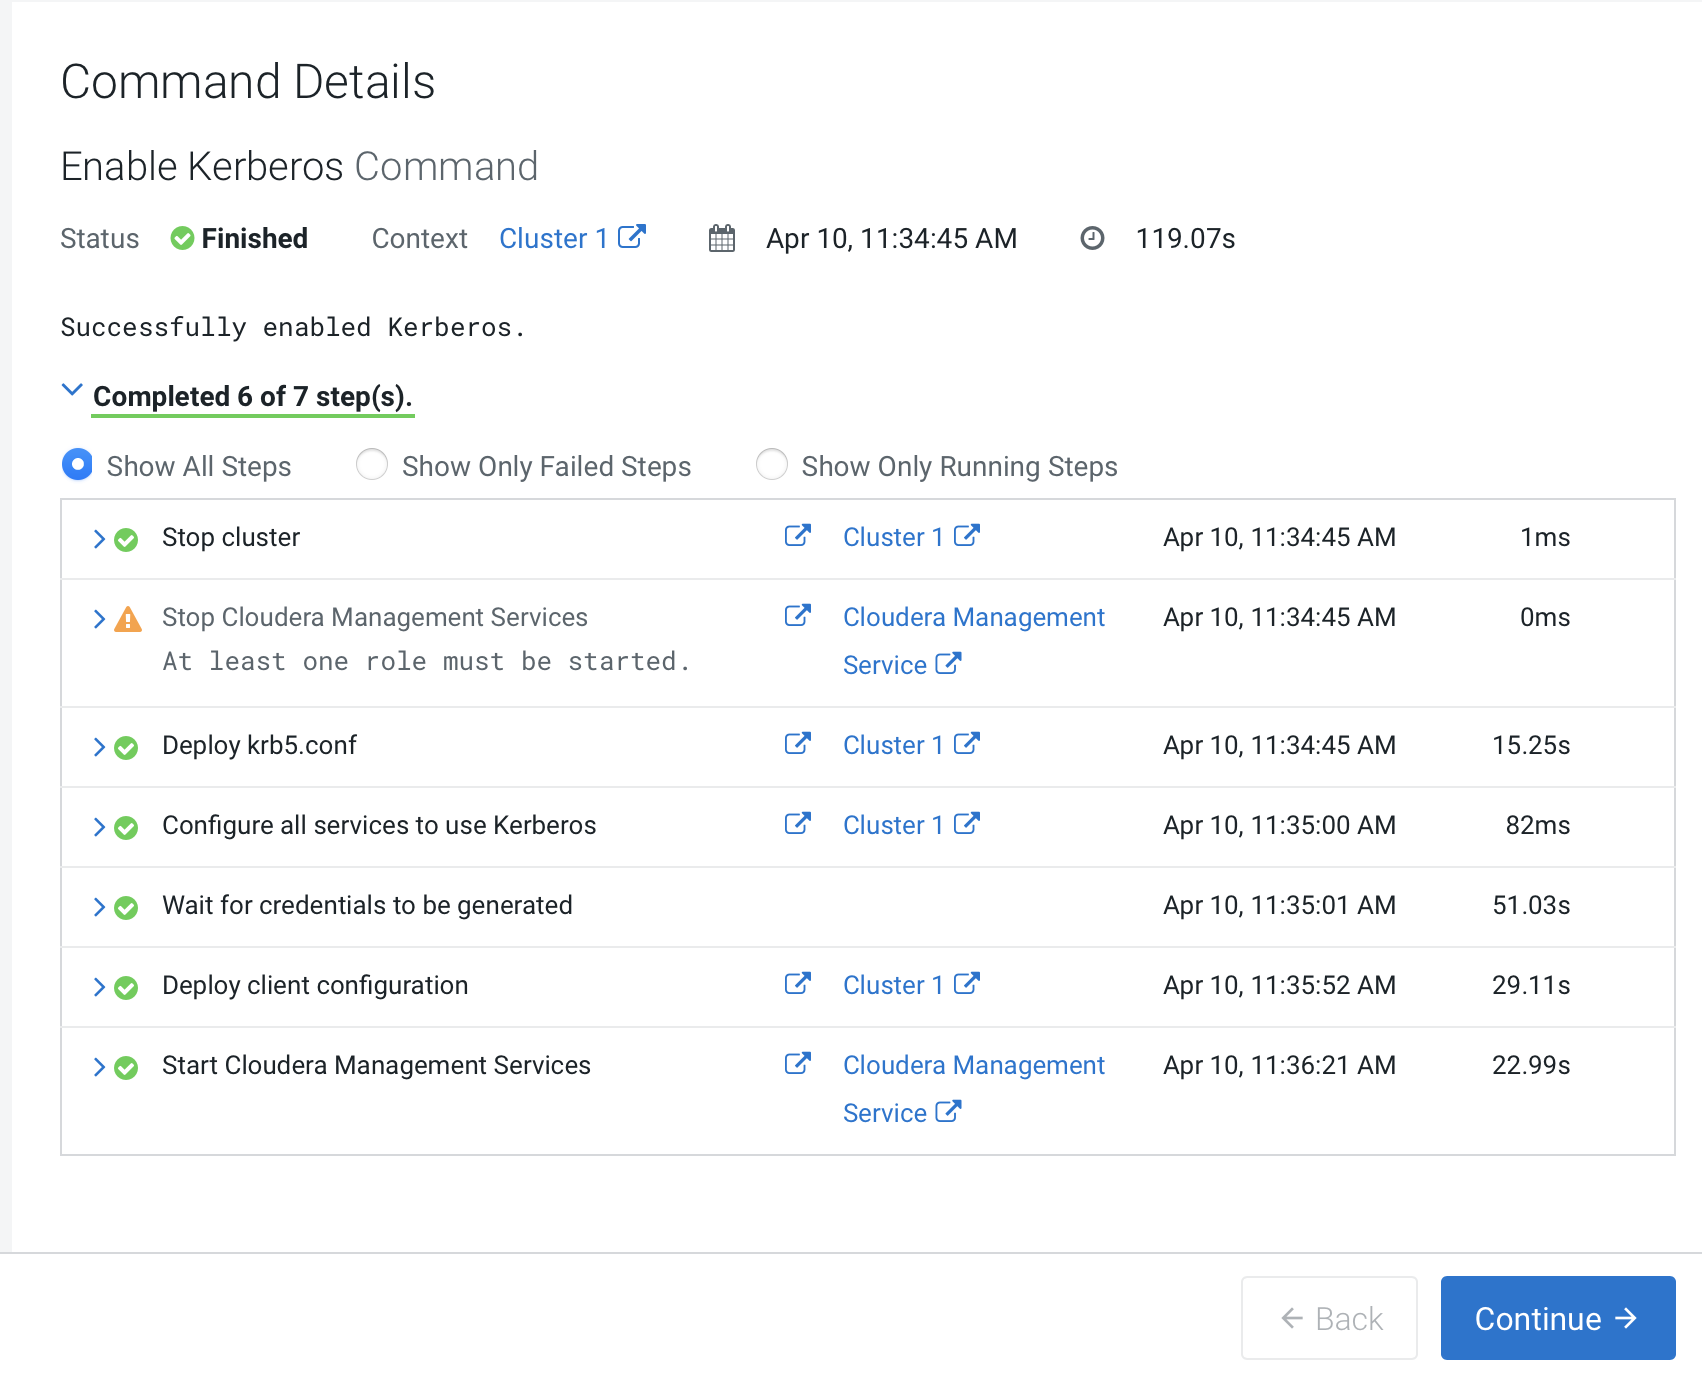 Command Details
Enable Kerberos Command
Status Finished Context Cluster 1 Apr 10, 11:34:45 AM 119.07s
Successfully enabled Kerberos.
Completed 6 of 7 step(s).
Show All Steps Show Only Failed Steps Show Only Running Steps
Stop cluster Cluster 1 Apr 10, 11:34:45 AM 1ms
Stop Cloudera Management Services Cloudera Management Apr 10, 11:34:45 AM 0ms
At least one role must be started. Service
Deploy krb5.conf Cluster 1 Apr 10, 11:34:45 AM 15.25s
Configure all services to use Kerberos Cluster 1 Apr 10, 11:35:00 AM 82ms
Wait for credentials to be generated Apr 10, 11:35:01 AM 51.03s
Deploy client configuration Cluster 1 Apr 10, 11:35:52 AM 29.11s
Start Cloudera Management Services Cloudera Management Apr 10, 11:36:21 AM 22.99s
Service
← Back Continue →